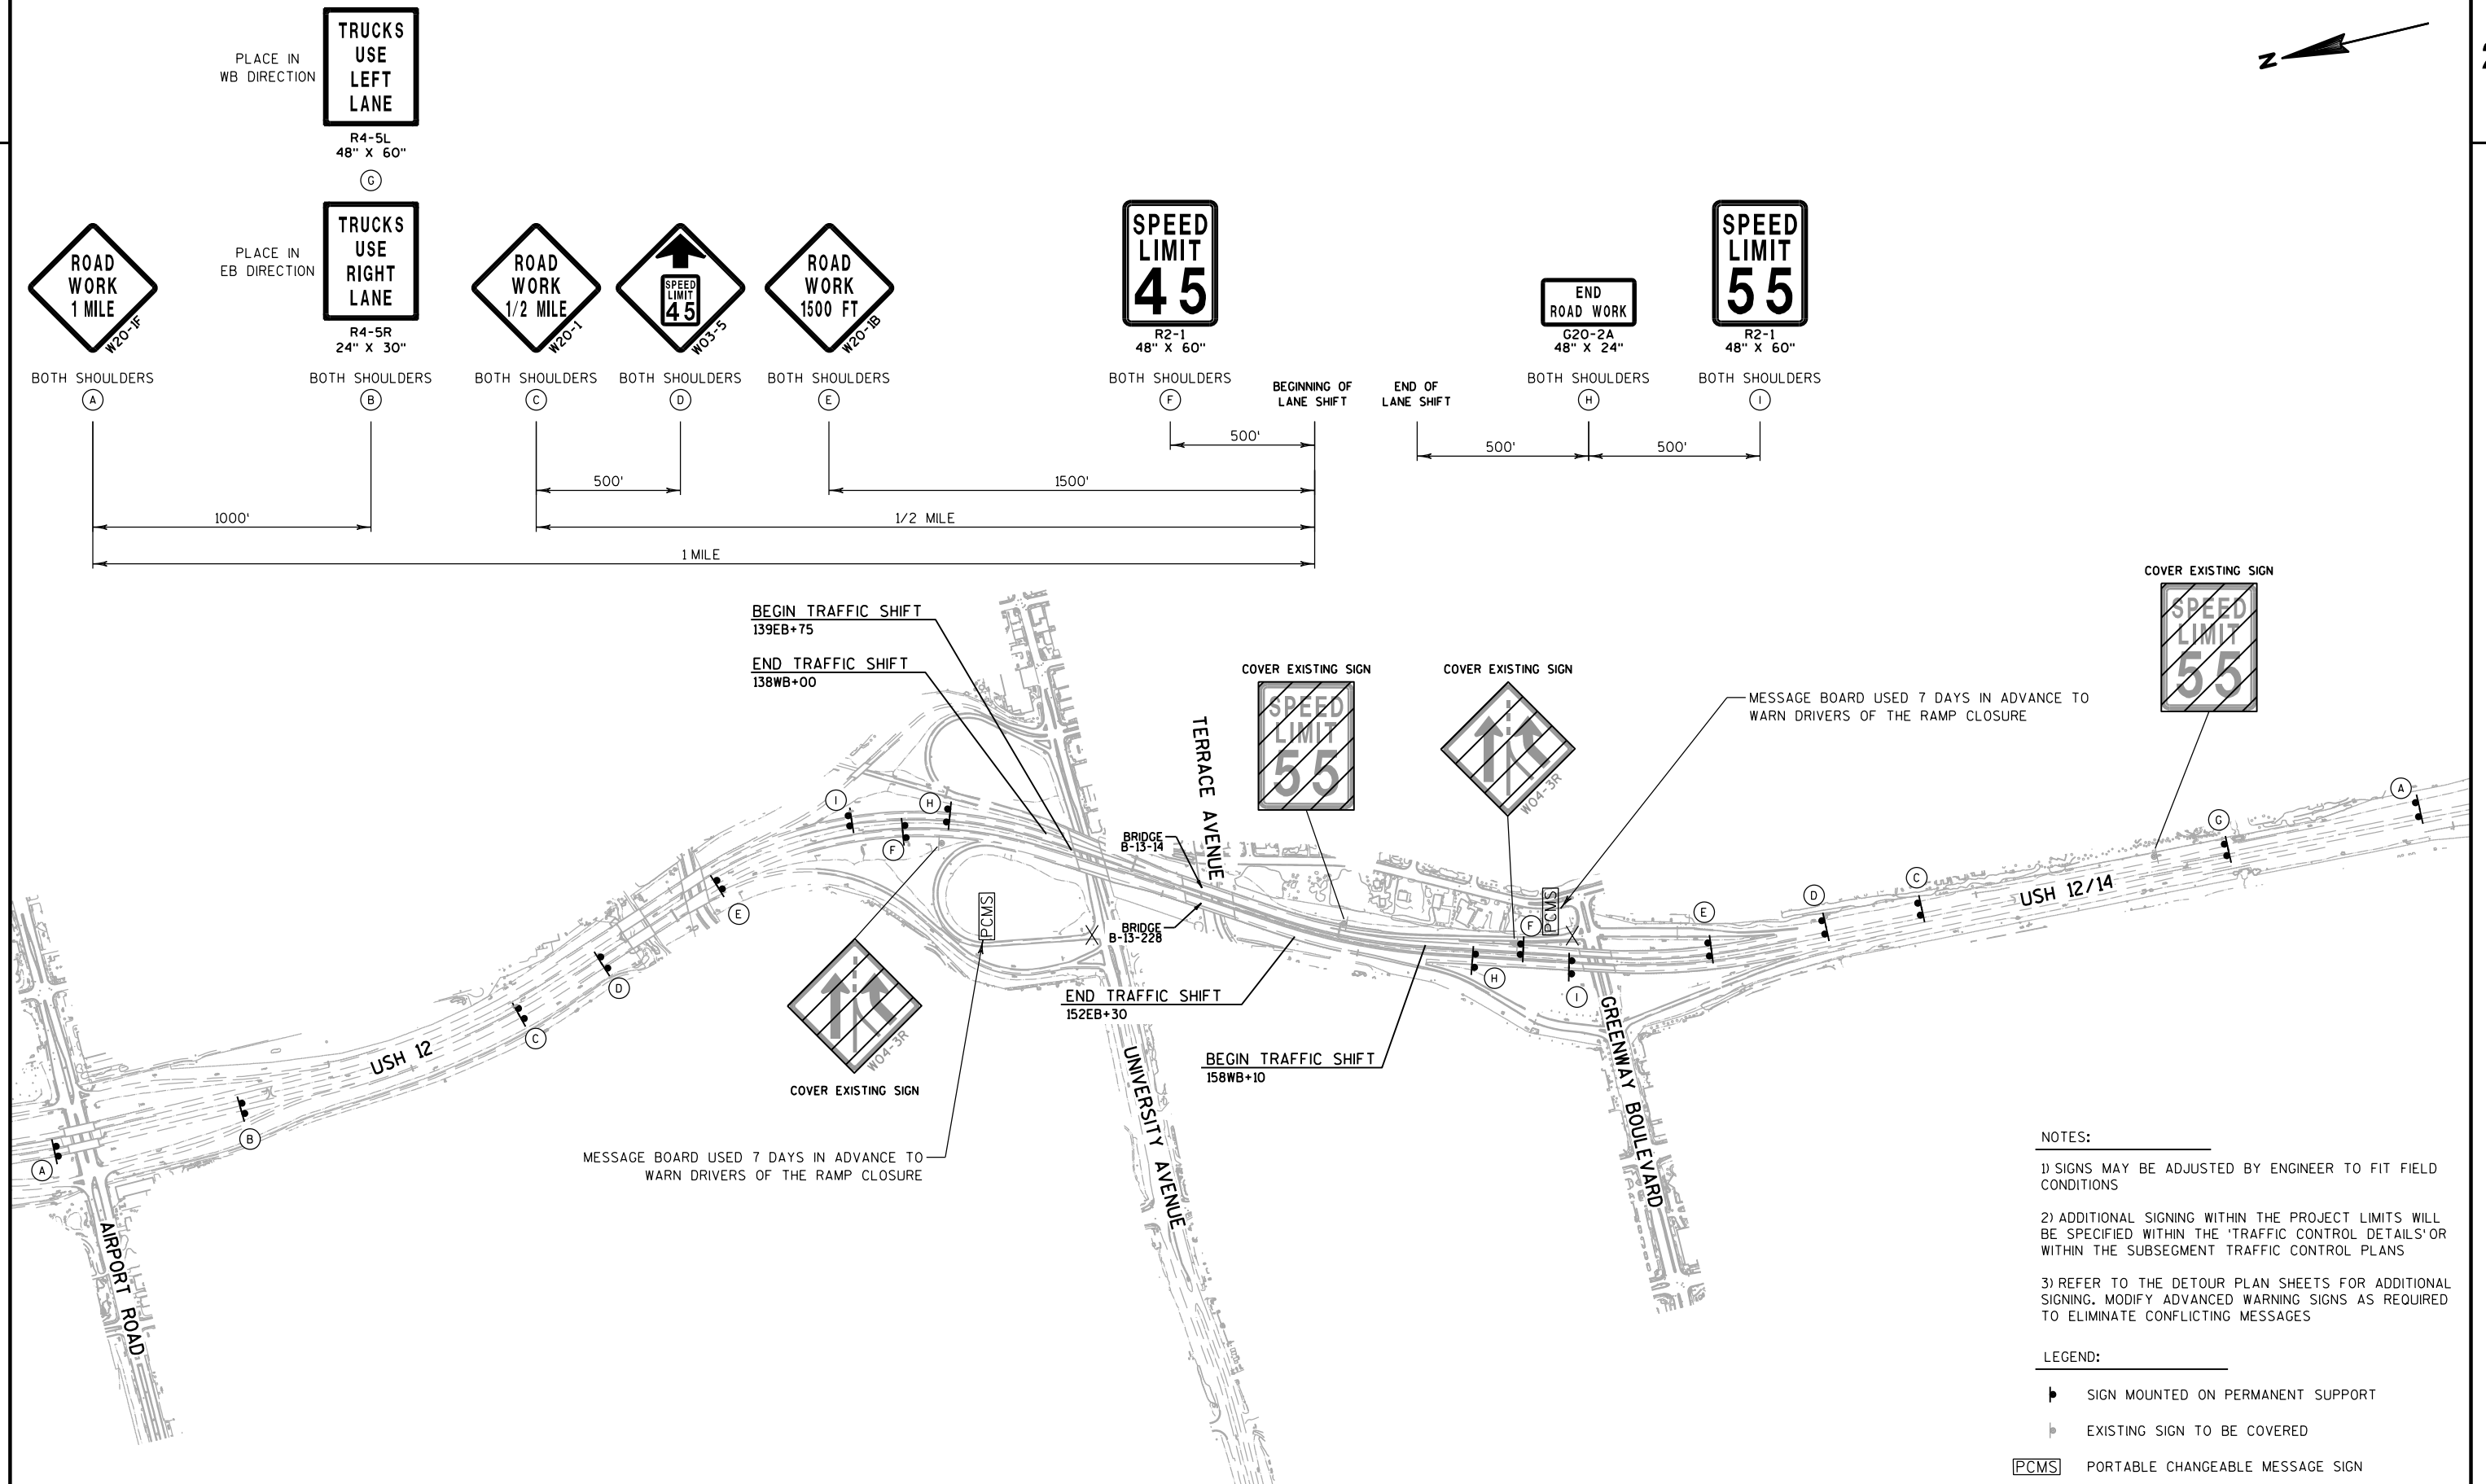 TRUCKS
USE
LEFT
LANE
PLACE IN
WB DIRECTION
R4-5L
48" X 60"
G
N
2
ROAD
WORK
1 MILE
W20-1F
BOTH SHOULDERS
A
PLACE IN
EB DIRECTION
TRUCKS
USE
RIGHT
LANE
R4-5R
24" X 30"
BOTH SHOULDERS
B
ROAD
WORK
1/2 MILE
W20-1
BOTH SHOULDERS
C
SPEED
LIMIT
45
W03-5
BOTH SHOULDERS
D
ROAD
WORK
1500 FT
W20-1B
BOTH SHOULDERS
E
SPEED
LIMIT
45
R2-1
48" X 60"
BOTH SHOULDERS
F
BEGINNING OF
LANE SHIFT
END OF
LANE SHIFT
END
ROAD WORK
G20-2A
48" X 24"
BOTH SHOULDERS
H
SPEED
LIMIT
55
R2-1
48" X 60"
BOTH SHOULDERS
I
500'
500'
500'
500'
1500'
1000'
1/2 MILE
1 MILE
BEGIN TRAFFIC SHIFT
139EB+75
END TRAFFIC SHIFT
138WB+00
COVER EXISTING SIGN
SPEED
LIMIT
55
COVER EXISTING SIGN
W04-3R
MESSAGE BOARD USED 7 DAYS IN ADVANCE TO
WARN DRIVERS OF THE RAMP CLOSURE
COVER EXISTING SIGN
SPEED
LIMIT
55
TERRACE AVENUE
BRIDGE
B-13-14
BRIDGE
B-13-228
I
H
F
E
D
C
B
A
PCMS
PCMS
F
H
I
E
D
C
G
A
USH 12/14
USH 12
END TRAFFIC SHIFT
152EB+30
BEGIN TRAFFIC SHIFT
158WB+10
W04-3R
COVER EXISTING SIGN
MESSAGE BOARD USED 7 DAYS IN ADVANCE TO
WARN DRIVERS OF THE RAMP CLOSURE
AIRPORT ROAD
UNIVERSITY AVENUE
GREENWAY BOULEVARD
NOTES:
1) SIGNS MAY BE ADJUSTED BY ENGINEER TO FIT FIELD
CONDITIONS
2) ADDITIONAL SIGNING WITHIN THE PROJECT LIMITS WILL
BE SPECIFIED WITHIN THE 'TRAFFIC CONTROL DETAILS' OR
WITHIN THE SUBSEGMENT TRAFFIC CONTROL PLANS
3) REFER TO THE DETOUR PLAN SHEETS FOR ADDITIONAL
SIGNING. MODIFY ADVANCED WARNING SIGNS AS REQUIRED
TO ELIMINATE CONFLICTING MESSAGES
LEGEND:
SIGN MOUNTED ON PERMANENT SUPPORT
EXISTING SIGN TO BE COVERED
PCMS PORTABLE CHANGEABLE MESSAGE SIGN